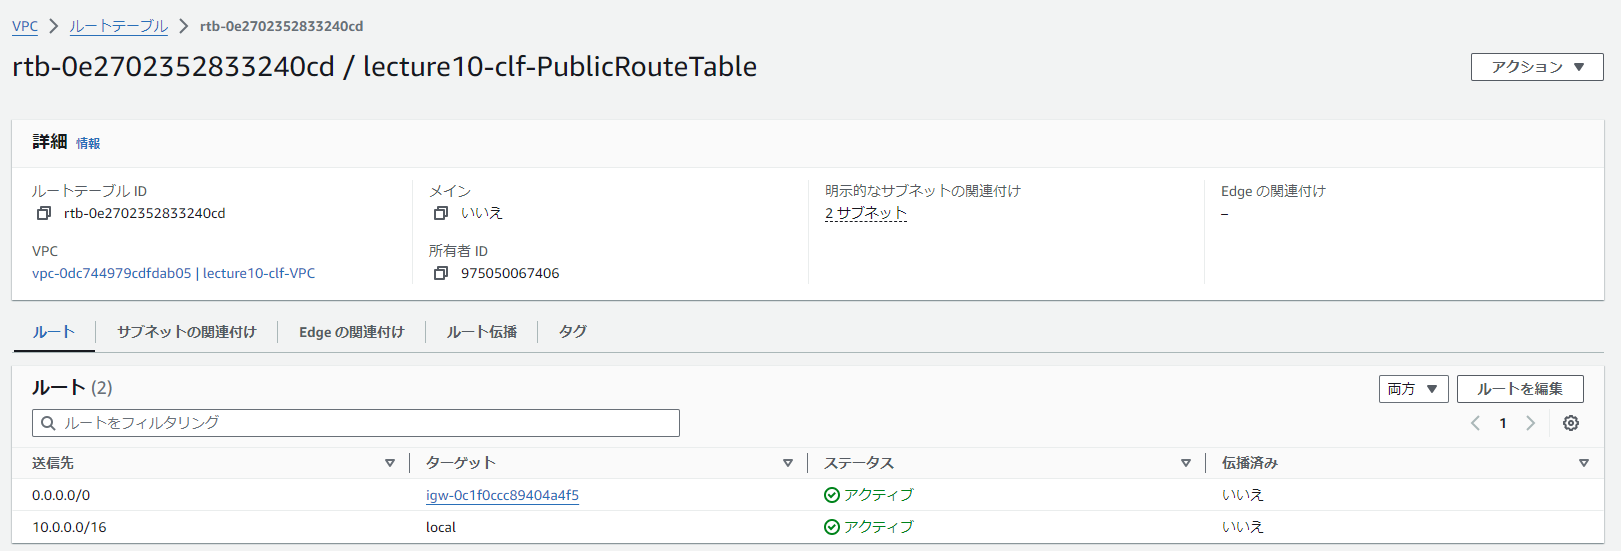 VPC > ルートテーブル > rtb-0e2702352833240cd
rtb-0e2702352833240cd / lecture10-clf-PublicRouteTable
アクション ▼
詳細 情報
ルートテーブル ID
rtb-0e2702352833240cd
メイン
いいえ
明示的なサブネットの関連付け
2 サブネット
Edge の関連付け
–
VPC
vpc-0dc744979cdfdab05 | lecture10-clf-VPC
所有者 ID
975050067406
ルート | サブネットの関連付け | Edge の関連付け | ルート伝播 | タグ
ルート (2)
両方 ▼ ルートを編集
ルートをフィルタリング
< 1 >
送信先 ターゲット ステータス 伝播済み
0.0.0.0/0 igw-0c1f0ccc89404a4f5 アクティブ いいえ
10.0.0.0/16 local アクティブ いいえ